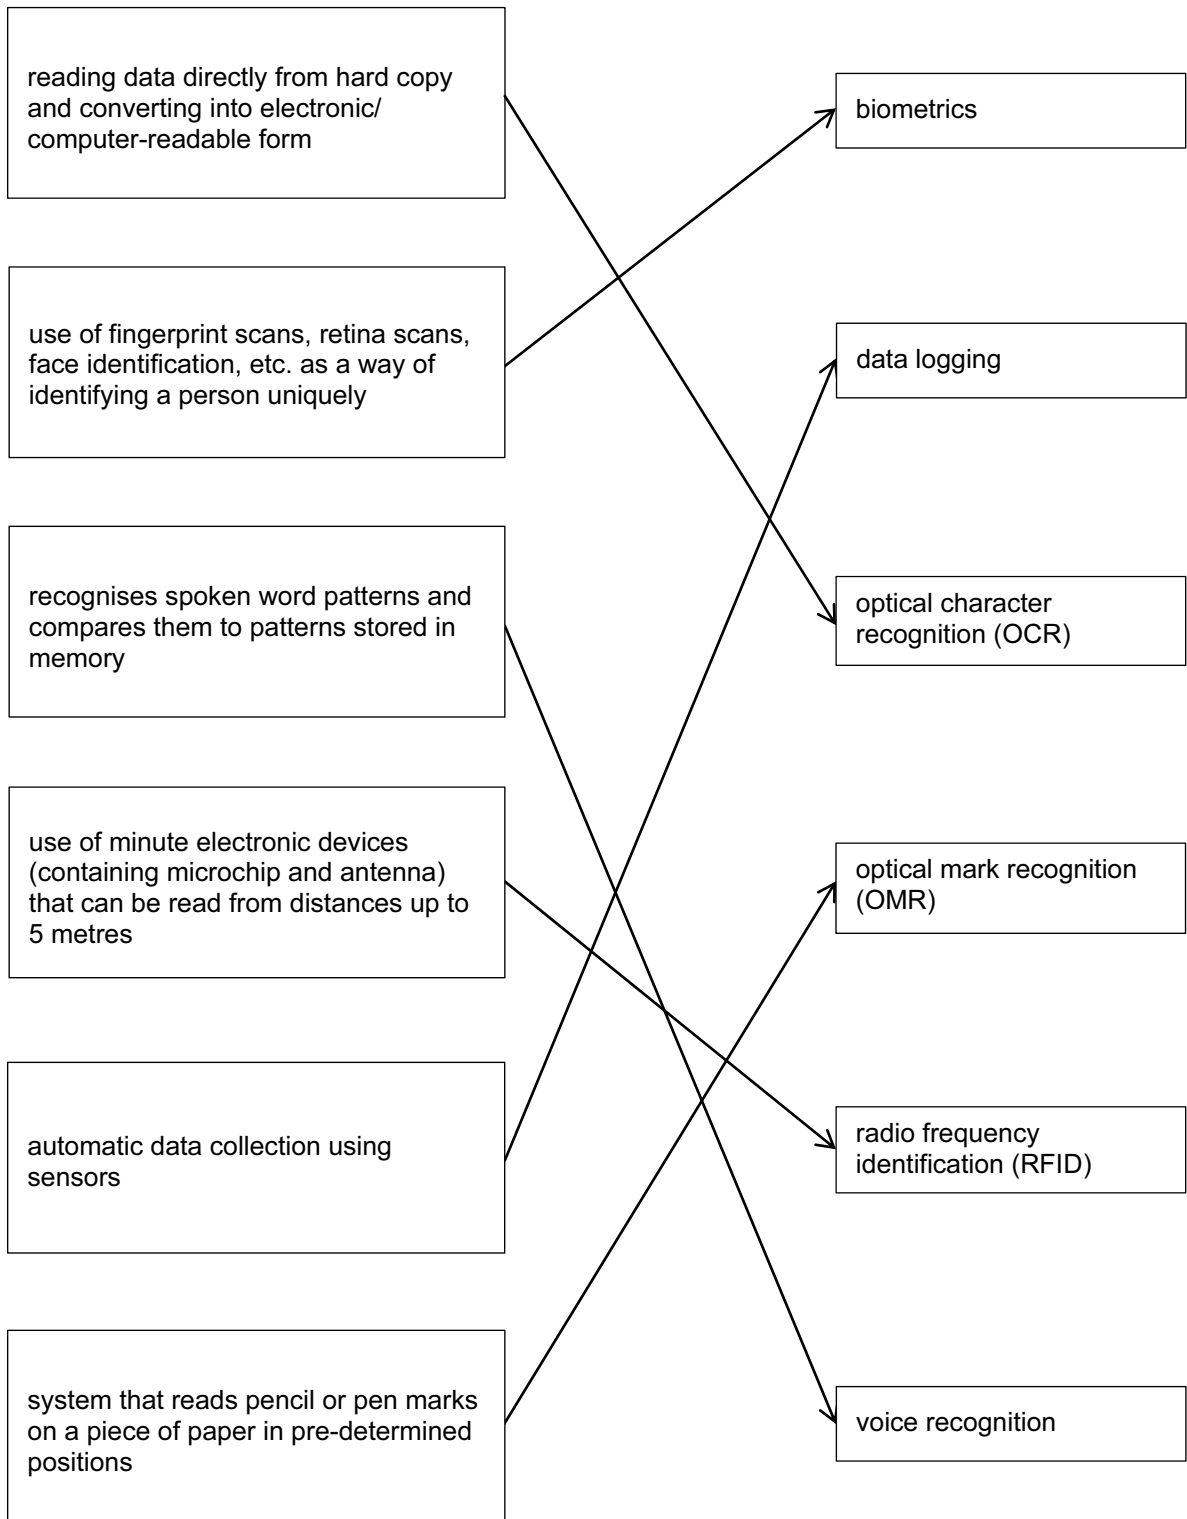 reading data directly from hard copy
and converting into electronic/
computer-readable form
use of fingerprint scans, retina scans,
face identification, etc. as a way of
identifying a person uniquely
recognises spoken word patterns and
compares them to patterns stored in
memory
use of minute electronic devices
(containing microchip and antenna)
that can be read from distances up to
5 metres
automatic data collection using
sensors
system that reads pencil or pen marks
on a piece of paper in pre-determined
positions
biometrics
data logging
optical character
recognition (OCR)
optical mark recognition
(OMR)
radio frequency
identification (RFID)
voice recognition